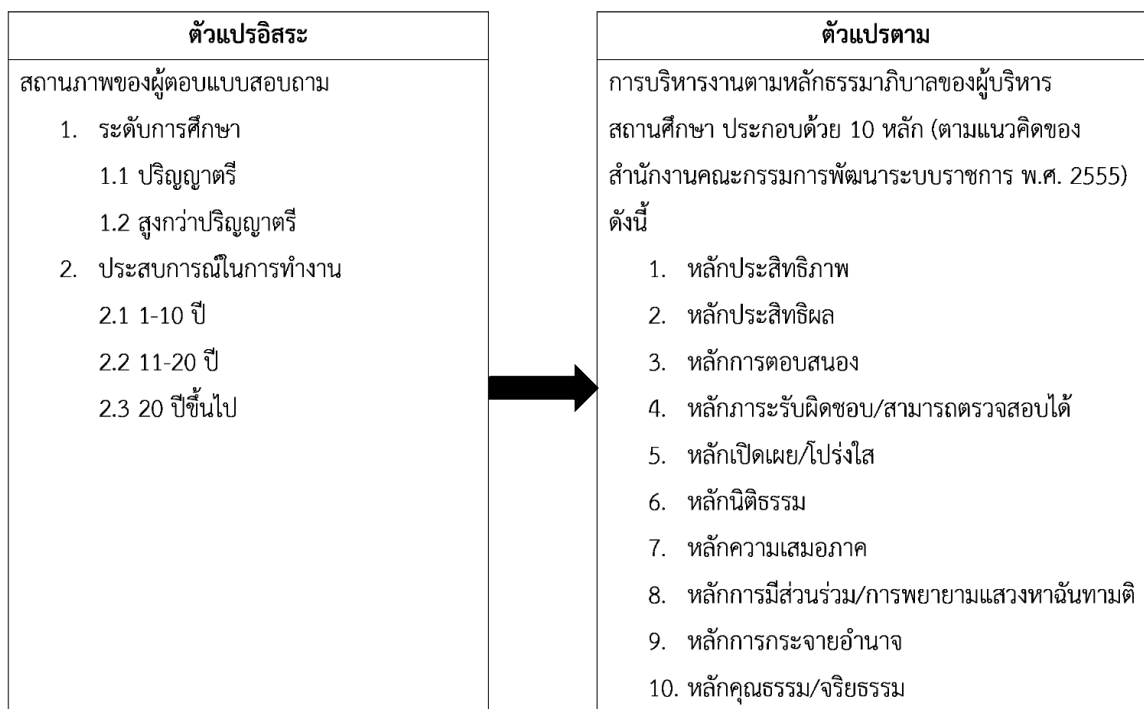 ตัวแปรอิสระ
สถานภาพของผู้ตอบแบบสอบถาม
1. ระดับการศึกษา
1.1 ปริญญาตรี
1.2 สูงกว่าปริญญาตรี
2. ประสบการณ์ในการทำงาน
2.1 1-10 ปี
2.2 11-20 ปี
2.3 20 ปีขึ้นไป
ตัวแปรตาม
การบริหารงานตามหลักธรรมาภิบาลของผู้บริหาร
สถานศึกษา ประกอบด้วย 10 หลัก (ตามแนวคิดของ
สำนักงานคณะกรรมการพัฒนาระบบราชการ พ.ศ. 2555)
ดังนี้
1. หลักประสิทธิภาพ
2. หลักประสิทธิผล
3. หลักการตอบสนอง
4. หลักภาระรับผิดชอบ/สามารถตรวจสอบได้
5. หลักเปิดเผย/โปร่งใส
6. หลักนิติธรรม
7. หลักความเสมอภาค
8. หลักการมีส่วนร่วม/การพยายามแสวงหาฉันทามติ
9. หลักการกระจายอำนาจ
10. หลักคุณธรรม/จริยธรรม